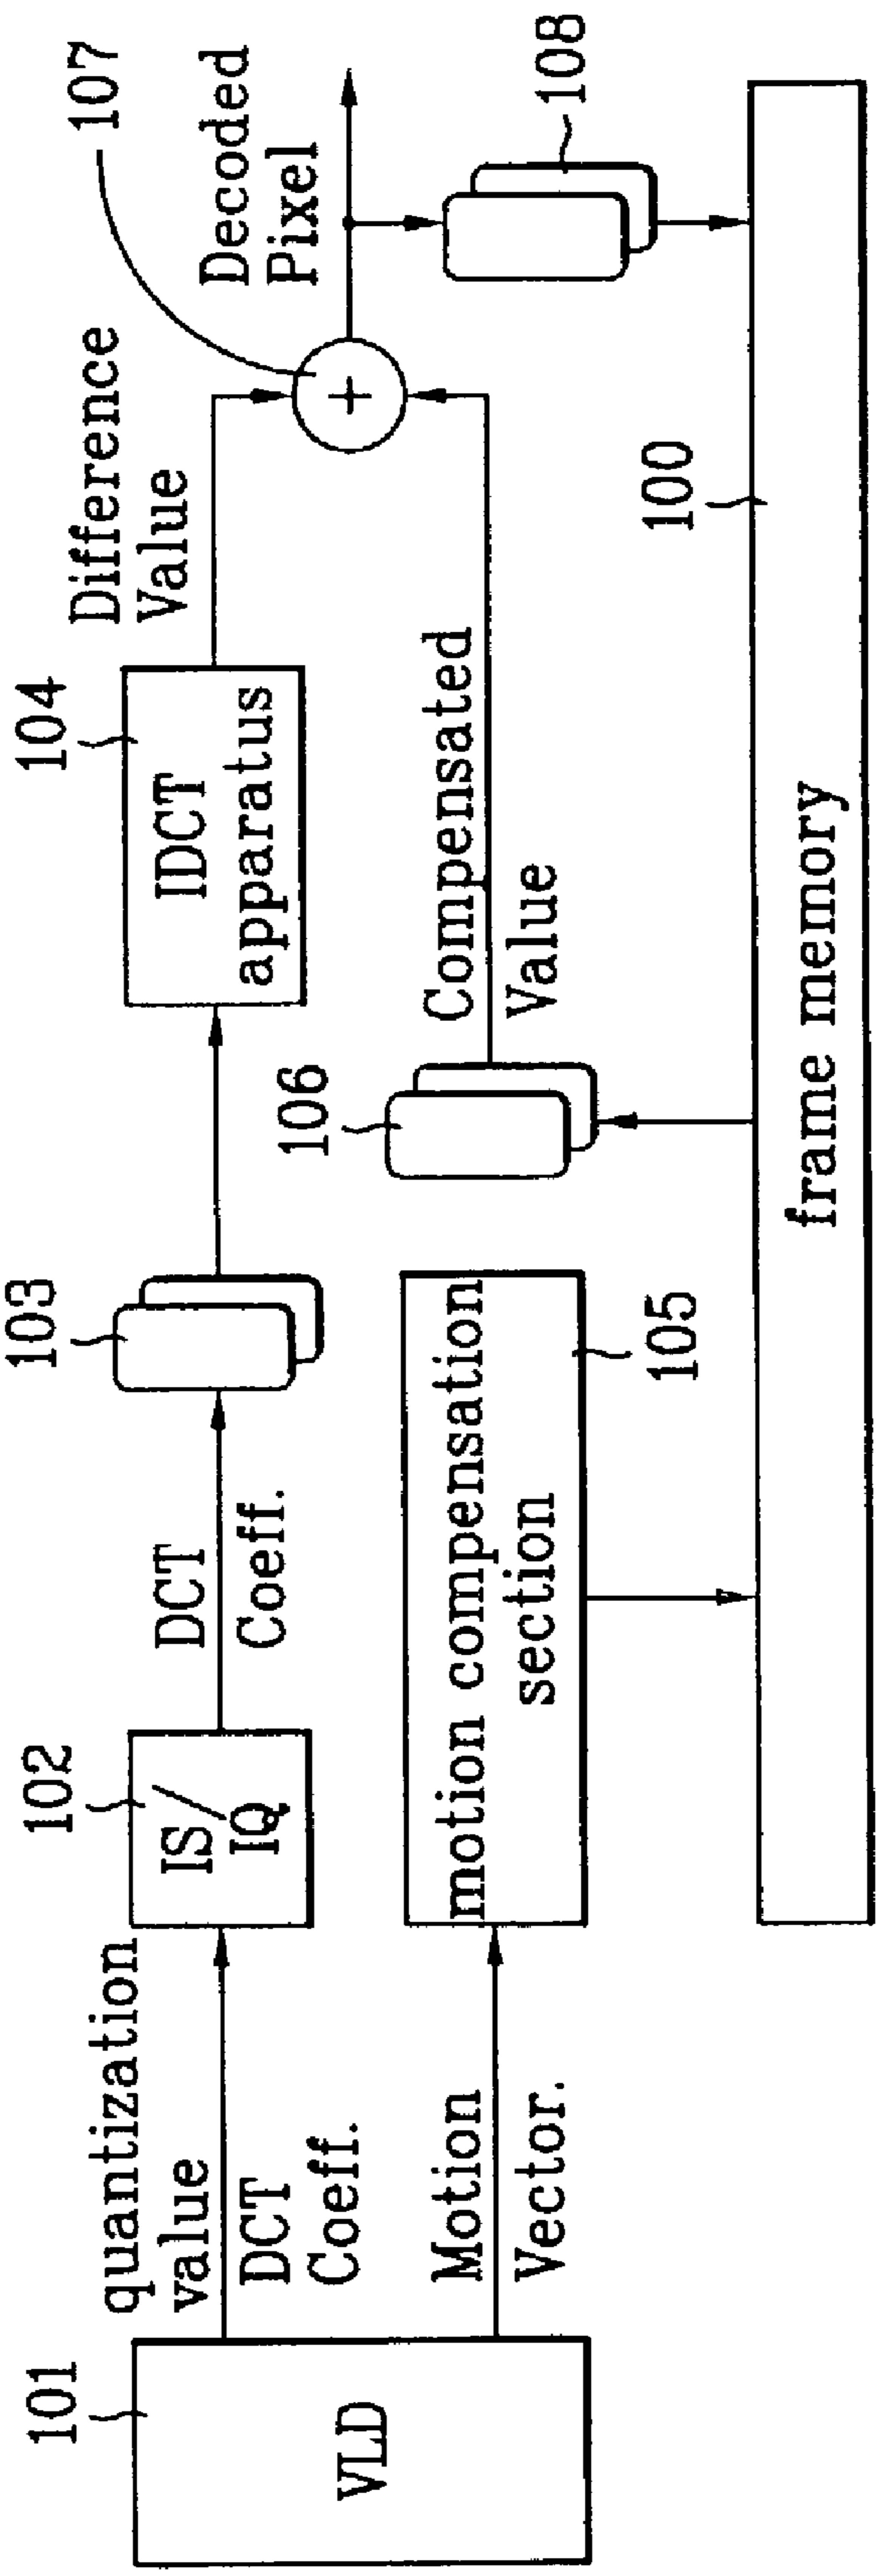 101
VLD
quantization
value
DCT
Coeff.
Motion
Vector.
102
IS
IQ
DCT
Coeff.
103
motion compensation
section
105
106
104
IDCT
apparatus
Compensated
Value
Difference
Value
107
+
Decoded
Pixel
108
100
frame memory